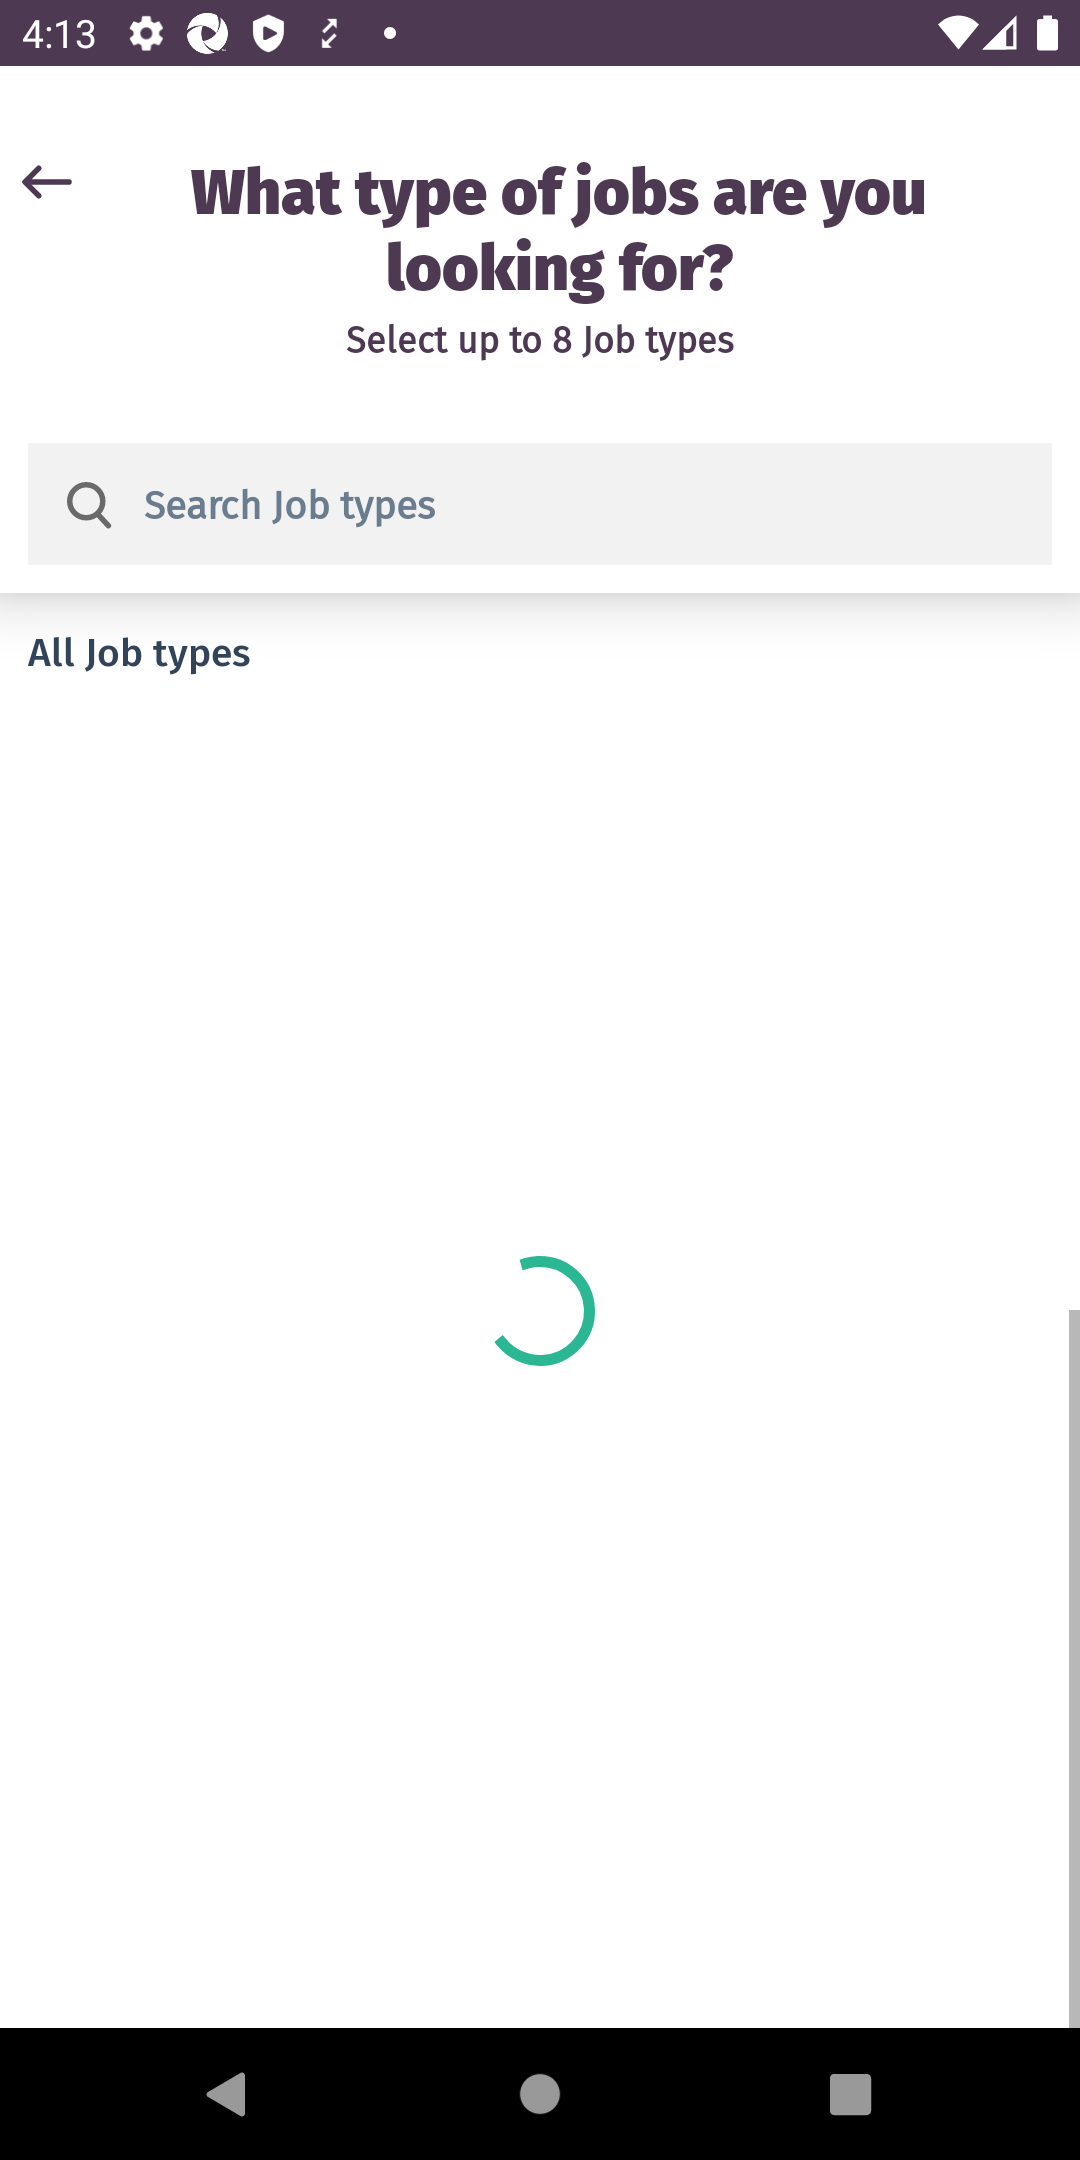 4:13
What type of jobs are you
looking for?
Select up to 8 Job types
Search Job types
All Job types